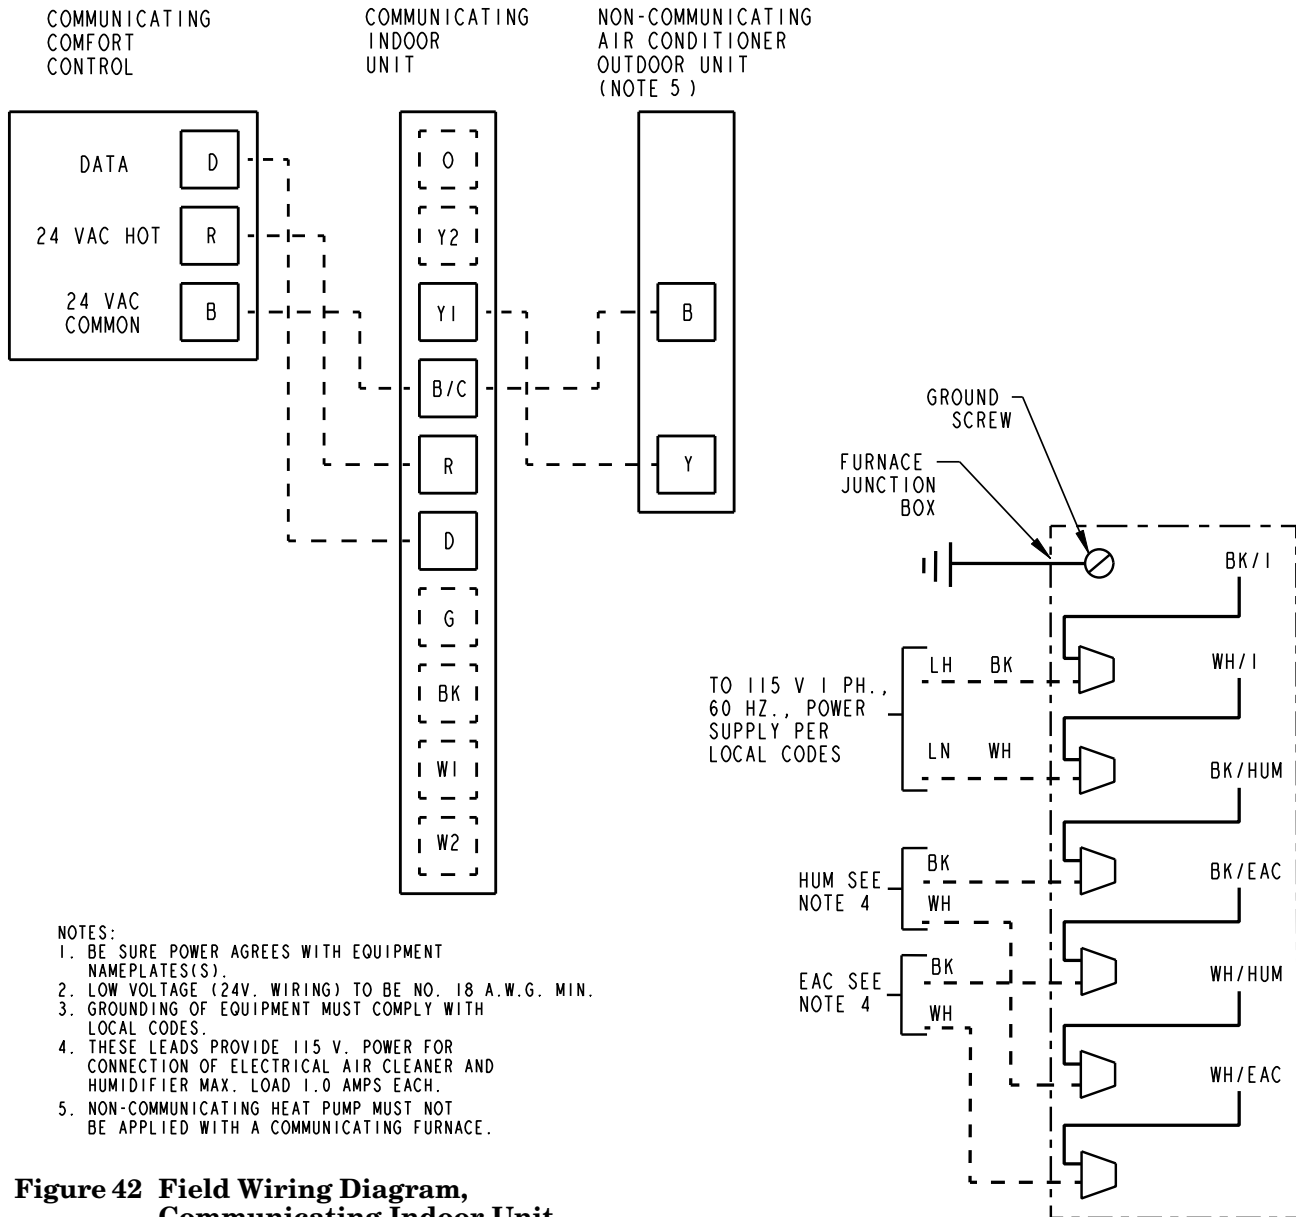 COMMUNICATING
COMFORT
CONTROL
COMMUNICATING
INDOOR
UNIT
NON-COMMUNICATING
AIR CONDITIONER
OUTDOOR UNIT
(NOTE 5)
DATA
D
24 VAC HOT
R
24 VAC
COMMON
B
O
Y2
Y1
B/C
R
D
G
BK
W1
W2
B
Y
GROUND
SCREW
FURNACE
JUNCTION
BOX
BK/1
WH/1
BK/HUM
BK/EAC
WH/HUM
WH/EAC
TO 115 V 1 PH.,
60 HZ., POWER
SUPPLY PER
LOCAL CODES
LH BK
LN WH
HUM SEE
NOTE 4
BK
WH
EAC SEE
NOTE 4
BK
WH
NOTES:
1. BE SURE POWER AGREES WITH EQUIPMENT
NAMEPLATES(S).
2. LOW VOLTAGE (24V. WIRING) TO BE NO. 18 A.W.G. MIN.
3. GROUNDING OF EQUIPMENT MUST COMPLY WITH
LOCAL CODES.
4. THESE LEADS PROVIDE 115 V. POWER FOR
CONNECTION OF ELECTRICAL AIR CLEANER AND
HUMIDIFIER MAX. LOAD 1.0 AMPS EACH.
5. NON-COMMUNICATING HEAT PUMP MUST NOT
BE APPLIED WITH A COMMUNICATING FURNACE.
Figure 42 Field Wiring Diagram,
Communicating Indoor Unit